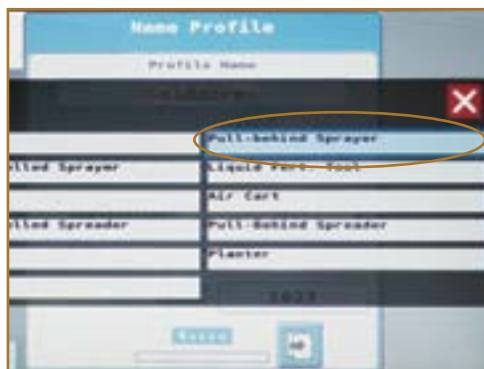 Name Profile
Profile Name
Pull-behind Sprayer
lled Sprayer
Liquid Fert. Tool
Air Cart
lled Spreader
Pull-Behind Spreader
Planter